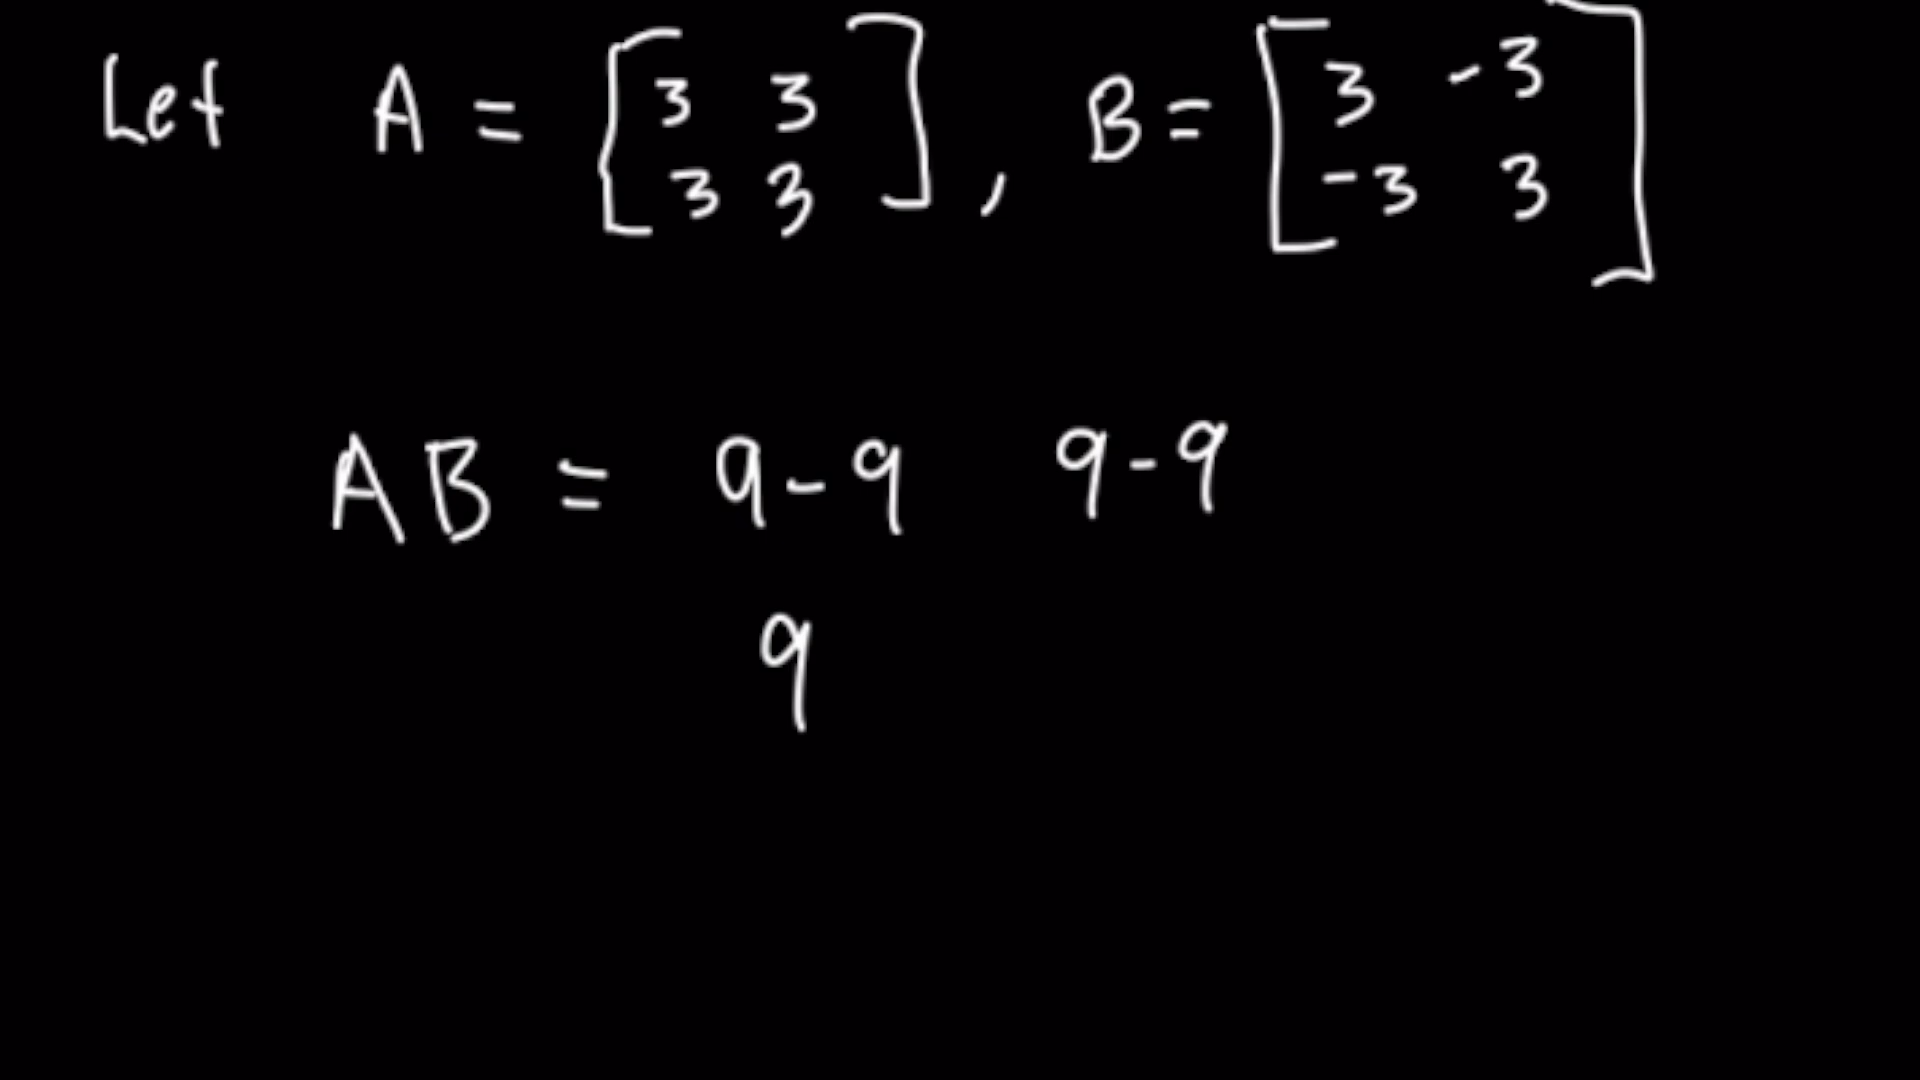 Let A = [3 3 ], B = [3 -3 ]
3 3 -3 3
AB = 9-9 9-9
9